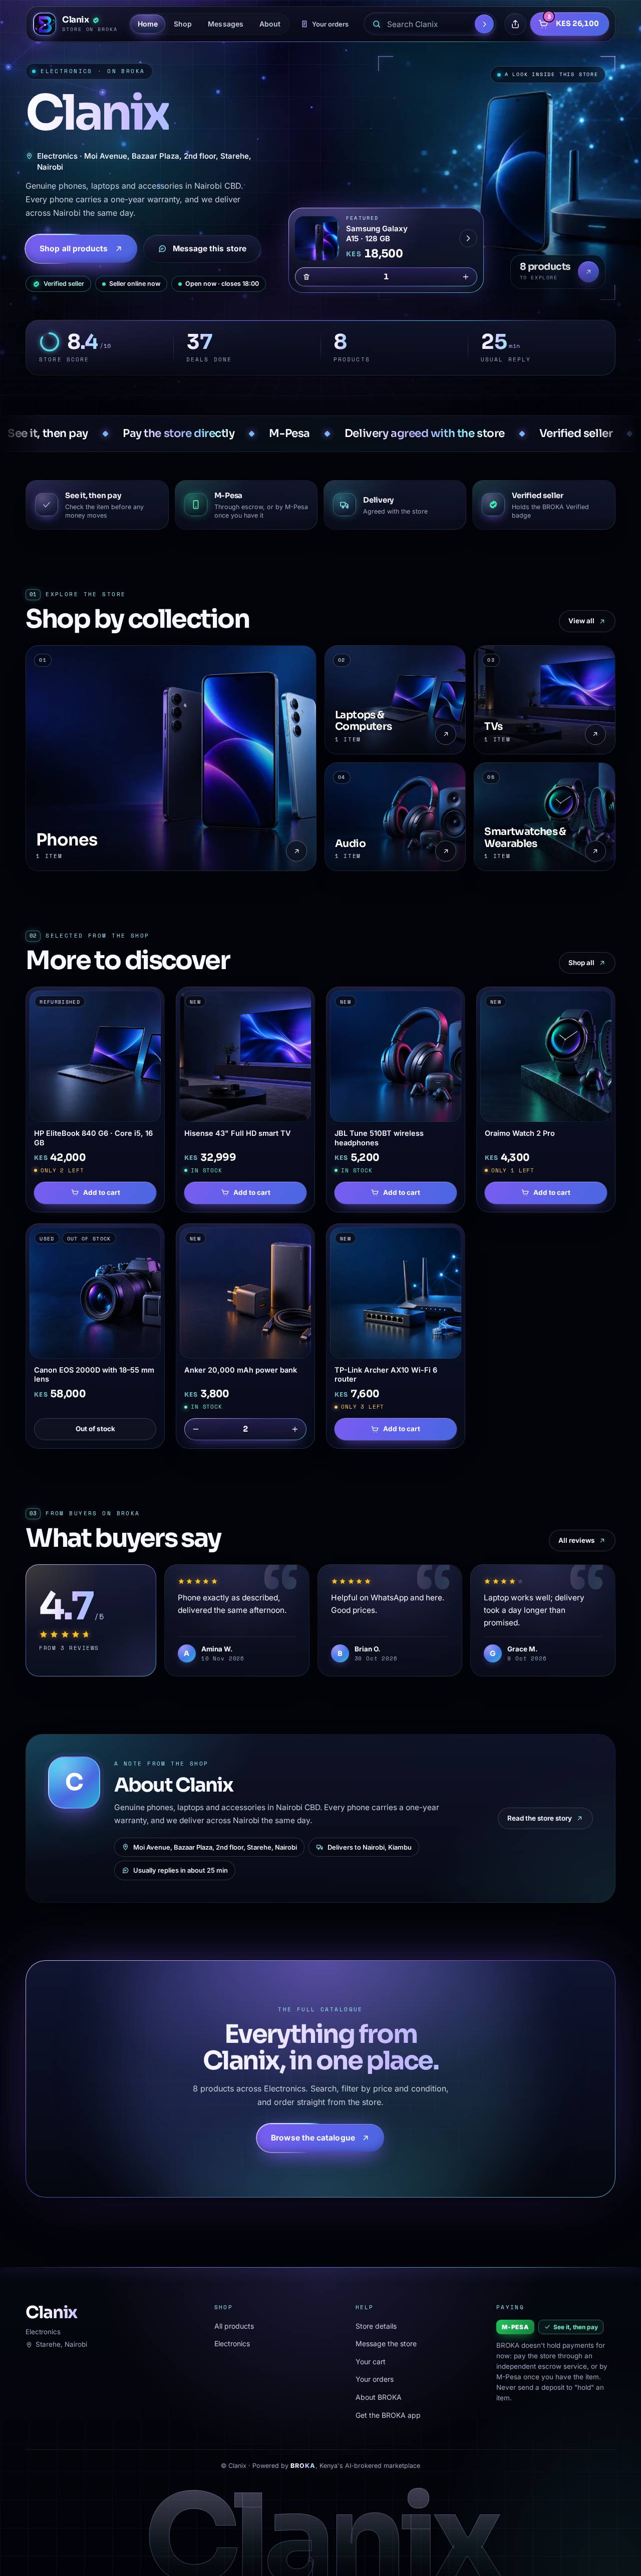 Clanix
STORE ON BROKA
Home
Shop
Messages
About
Your orders
Search Clanix
3
KES 26,100
ELECTRONICS · ON BROKA
Clanix
Electronics · Moi Avenue, Bazaar Plaza, 2nd floor, Starehe,
Nairobi
Genuine phones, laptops and accessories in Nairobi CBD.
Every phone carries a one-year warranty, and we deliver
across Nairobi the same day.
Shop all products
Message this store
Verified seller
Seller online now
Open now · closes 18:00
A LOOK INSIDE THIS STORE
FEATURED
Samsung Galaxy
A15 · 128 GB
KES 18,500
1
8 products
TO EXPLORE
8.4/10
STORE SCORE
37
DEALS DONE
8
PRODUCTS
25min
USUAL REPLY
See it, then pay
Pay the store directly
M-Pesa
Delivery agreed with the store
Verified seller
See it, then pay
Check the item before any
money moves
M-Pesa
Through escrow, or by M-Pesa
once you have it
Delivery
Agreed with the store
Verified seller
Holds the BROKA Verified
badge
01 EXPLORE THE STORE
Shop by collection
View all
01
Phones
1 ITEM
02
Laptops &
Computers
1 ITEM
03
TVs
1 ITEM
04
Audio
1 ITEM
05
Smartwatches &
Wearables
1 ITEM
02 SELECTED FROM THE SHOP
More to discover
Shop all
REFURBISHED
HP EliteBook 840 G6 · Core i5, 16
GB
KES 42,000
ONLY 2 LEFT
Add to cart
NEW
Hisense 43" Full HD smart TV
KES 32,999
IN STOCK
Add to cart
NEW
JBL Tune 510BT wireless
headphones
KES 5,200
IN STOCK
Add to cart
NEW
Oraimo Watch 2 Pro
KES 4,300
ONLY 1 LEFT
Add to cart
USED
OUT OF STOCK
Canon EOS 2000D with 18–55 mm
lens
KES 58,000
Out of stock
NEW
Anker 20,000 mAh power bank
KES 3,800
IN STOCK
2
NEW
TP-Link Archer AX10 Wi-Fi 6
router
KES 7,600
ONLY 3 LEFT
Add to cart
03 FROM BUYERS ON BROKA
What buyers say
All reviews
4.7/5
FROM 3 REVIEWS
Phone exactly as described,
delivered the same afternoon.
A
Amina W.
10 Nov 2026
Helpful on WhatsApp and here.
Good prices.
B
Brian O.
30 Oct 2026
Laptop works well; delivery
took a day longer than
promised.
G
Grace M.
8 Oct 2026
C
A NOTE FROM THE SHOP
About Clanix
Genuine phones, laptops and accessories in Nairobi CBD. Every phone carries a one-year
warranty, and we deliver across Nairobi the same day.
Moi Avenue, Bazaar Plaza, 2nd floor, Starehe, Nairobi
Delivers to Nairobi, Kiambu
Usually replies in about 25 min
Read the store story
THE FULL CATALOGUE
Everything from
Clanix, in one place.
8 products across Electronics. Search, filter by price and condition,
and order straight from the store.
Browse the catalogue
Clanix
Electronics
Starehe, Nairobi
SHOP
All products
Electronics
HELP
Store details
Message the store
Your cart
Your orders
About BROKA
Get the BROKA app
PAYING
M-PESA
See it, then pay
BROKA doesn't hold payments for
now: pay the store through an
independent escrow service, or by
M-Pesa once you have the item.
Never send a deposit to "hold" an
item.
© Clanix · Powered by BROKA, Kenya's AI-brokered marketplace
Clanix